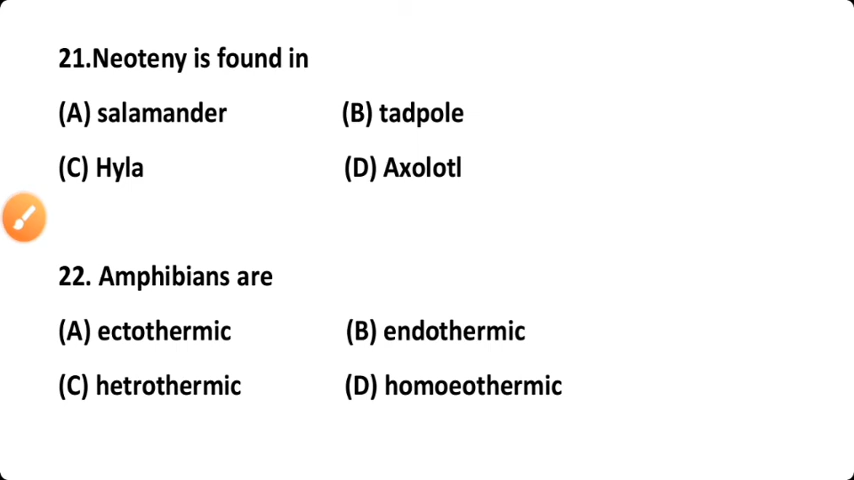 21.Neoteny is found in
(A) salamander (B) tadpole
(C) Hyla (D) Axolotl
22. Amphibians are
(A) ectothermic (B) endothermic
(C) hetrothermic (D) homoeothermic